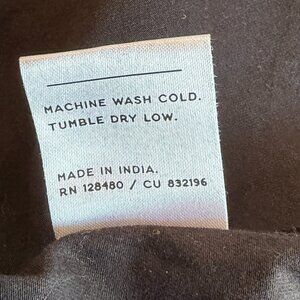 MACHINE WASH COLD.
TUMBLE DRY LOW.
MADE IN INDIA.
RN 128480 / CU 832196